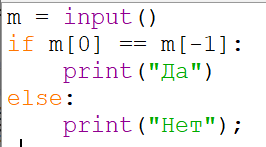 m = input()
if m[0] == m[-1]:
    print("Да")
else:
    print("Нет");